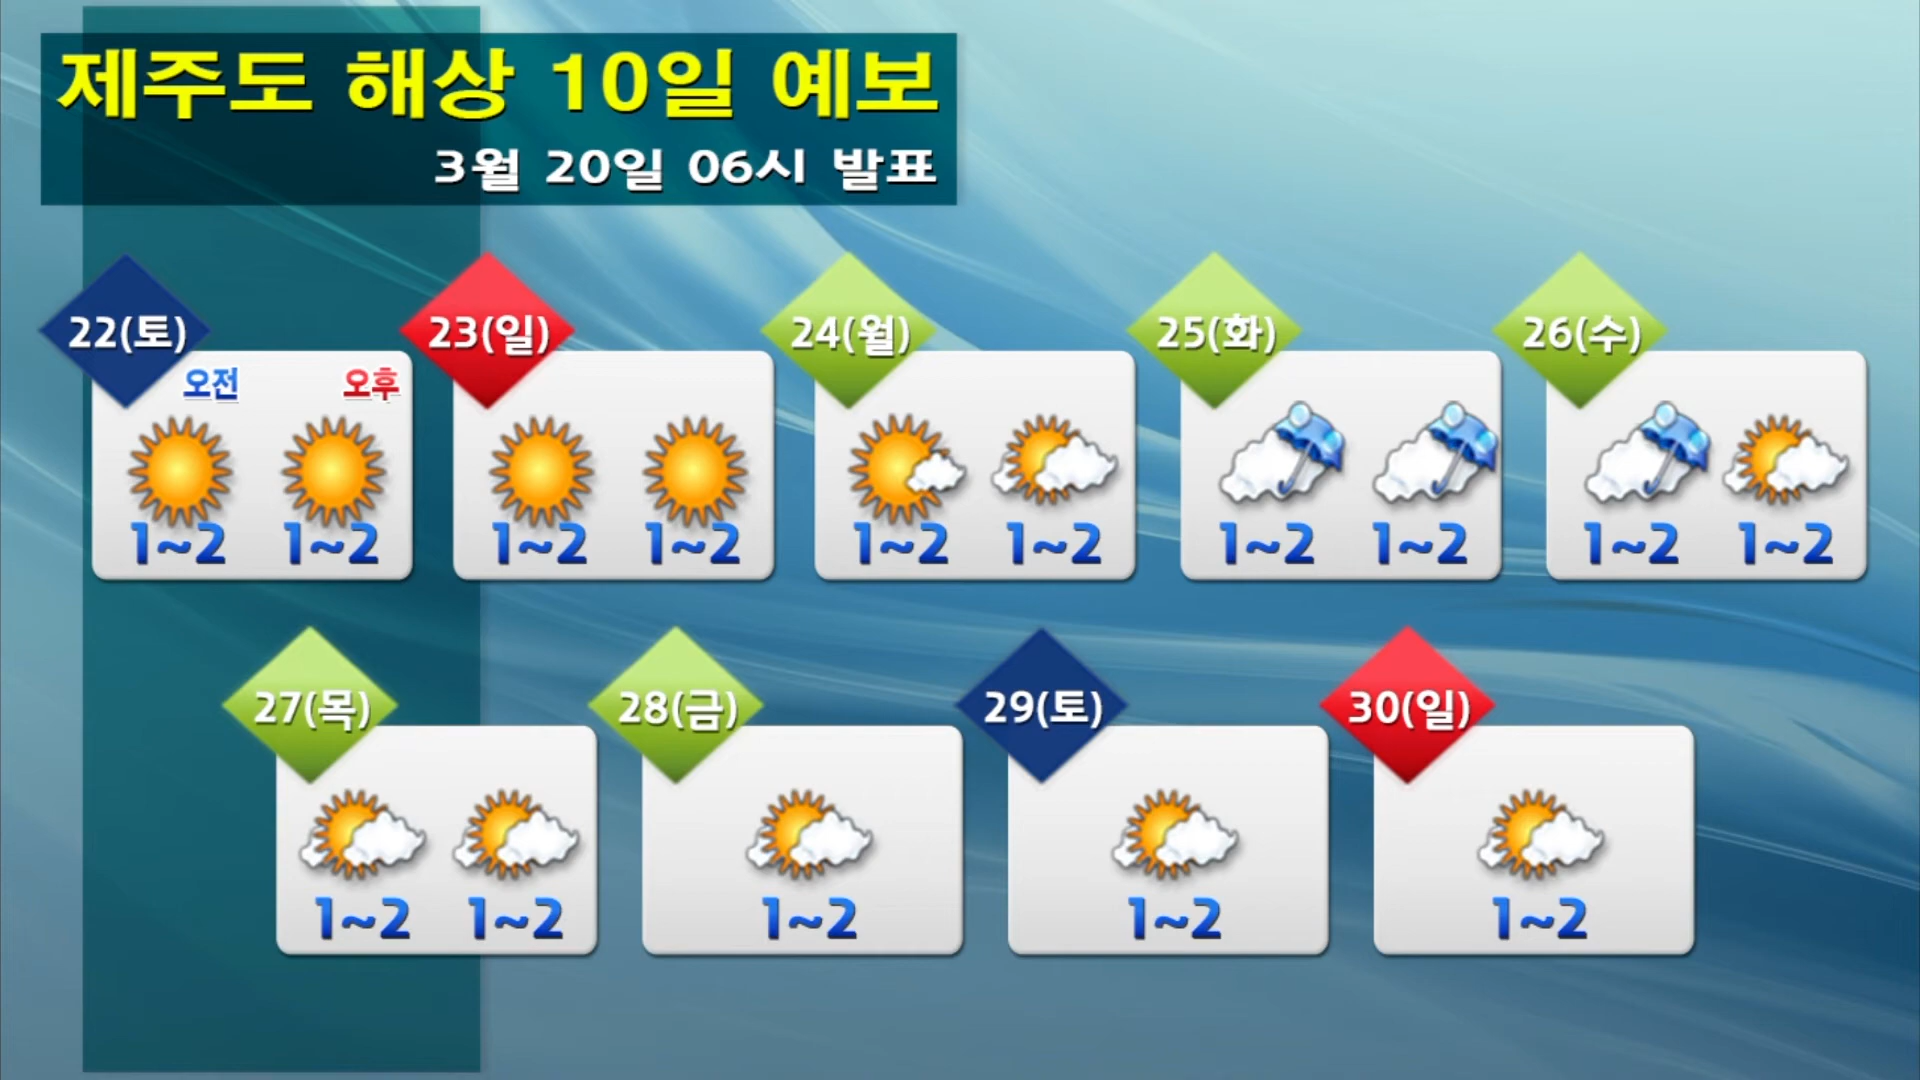 제주도 해상 10일 예보
3월 20일 06시 발표
22(토) 23(일) 24(월) 25(화) 26(수)
오전 오후
1~2 1~2 1~2 1~2 1~2 1~2 1~2 1~2 1~2 1~2
27(목) 28(금) 29(토) 30(일)
1~2 1~2 1~2 1~2 1~2